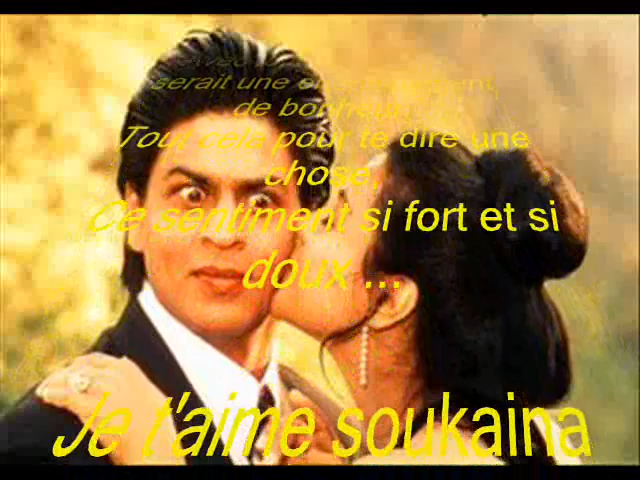 serait une
de bonheur
Tout cela pour te dire une
chose,
Ce sentiment si fort et si
doux ...
Je t'aime soukaina